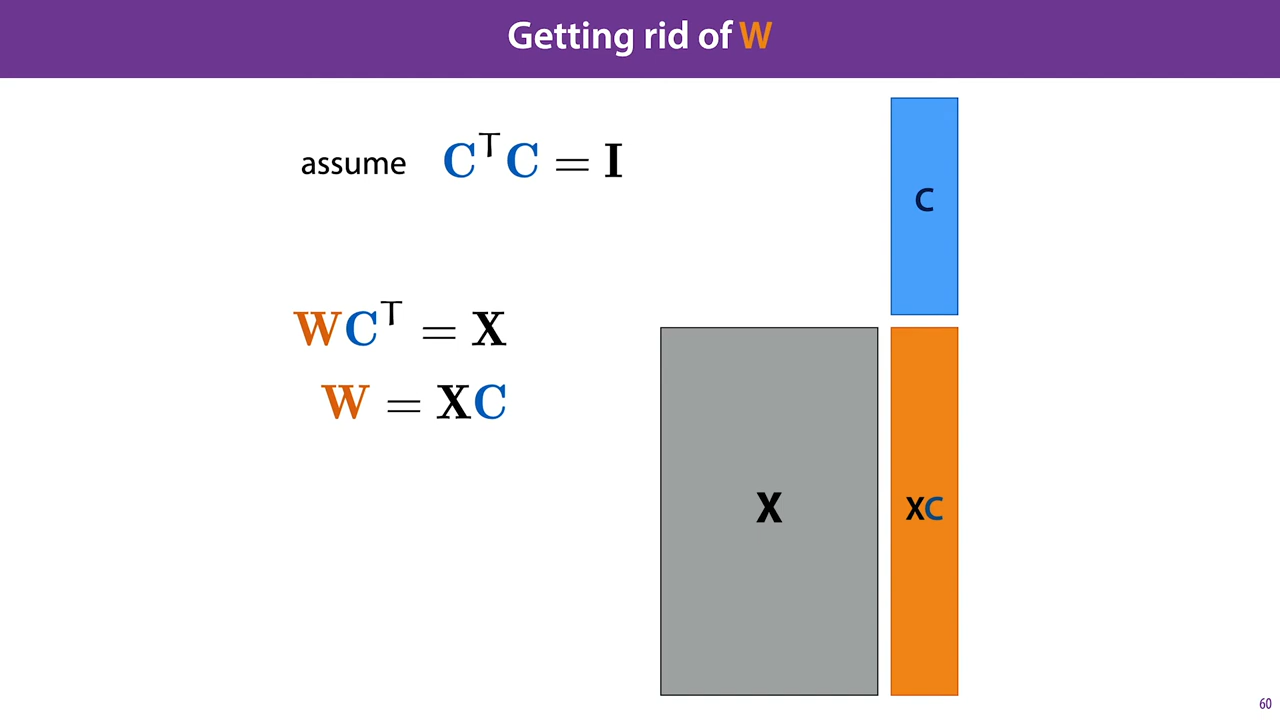 Getting rid of W
assume CᵀC = I
WCᵀ = X
W = XC
C
X
XC
60